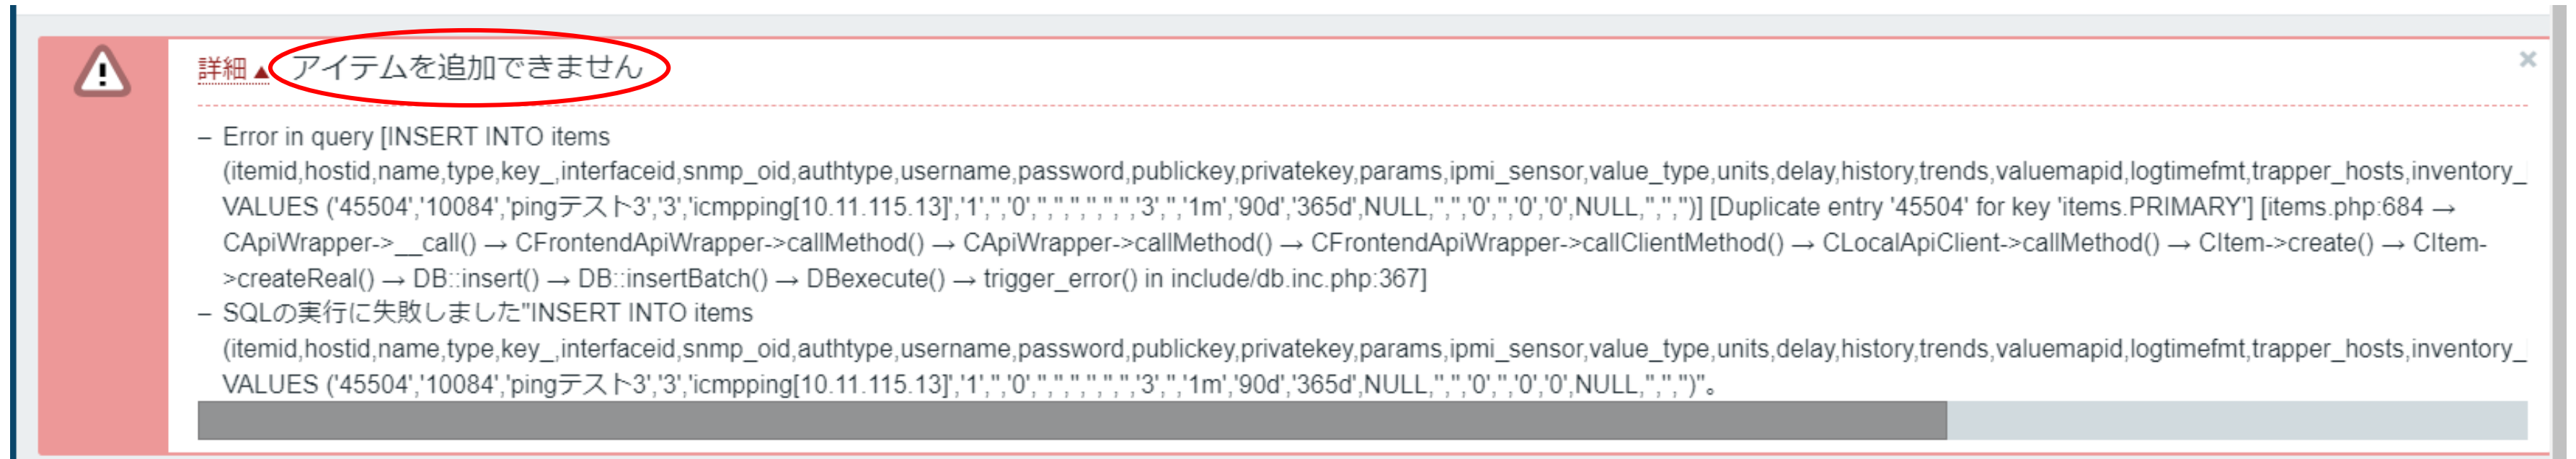 詳細▲ アイテムを追加できません ×
– Error in query [INSERT INTO items
(itemid,hostid,name,type,key_,interfaceid,snmp_oid,authtype,username,password,publickey,privatekey,params,ipmi_sensor,value_type,units,delay,history,trends,valuemapid,logtimefmt,trapper_hosts,inventory_
VALUES ('45504','10084','pingテスト3','3','icmpping[10.11.115.13]','1','','0','','','','','','','3','','1m','90d','365d',NULL,'','','0','','0','0',NULL,'','','')] [Duplicate entry '45504' for key 'items.PRIMARY'] [items.php:684 →
CApiWrapper->__call() → CFrontendApiWrapper->callMethod() → CApiWrapper->callMethod() → CFrontendApiWrapper->callClientMethod() → CLocalApiClient->callMethod() → CItem->create() → CItem-
>createReal() → DB::insert() → DB::insertBatch() → DBexecute() → trigger_error() in include/db.inc.php:367]
– SQLの実行に失敗しました"INSERT INTO items
(itemid,hostid,name,type,key_,interfaceid,snmp_oid,authtype,username,password,publickey,privatekey,params,ipmi_sensor,value_type,units,delay,history,trends,valuemapid,logtimefmt,trapper_hosts,inventory_
VALUES ('45504','10084','pingテスト3','3','icmpping[10.11.115.13]','1','','0','','','','','','','3','','1m','90d','365d',NULL,'','','0','','0','0',NULL,'','','')"。